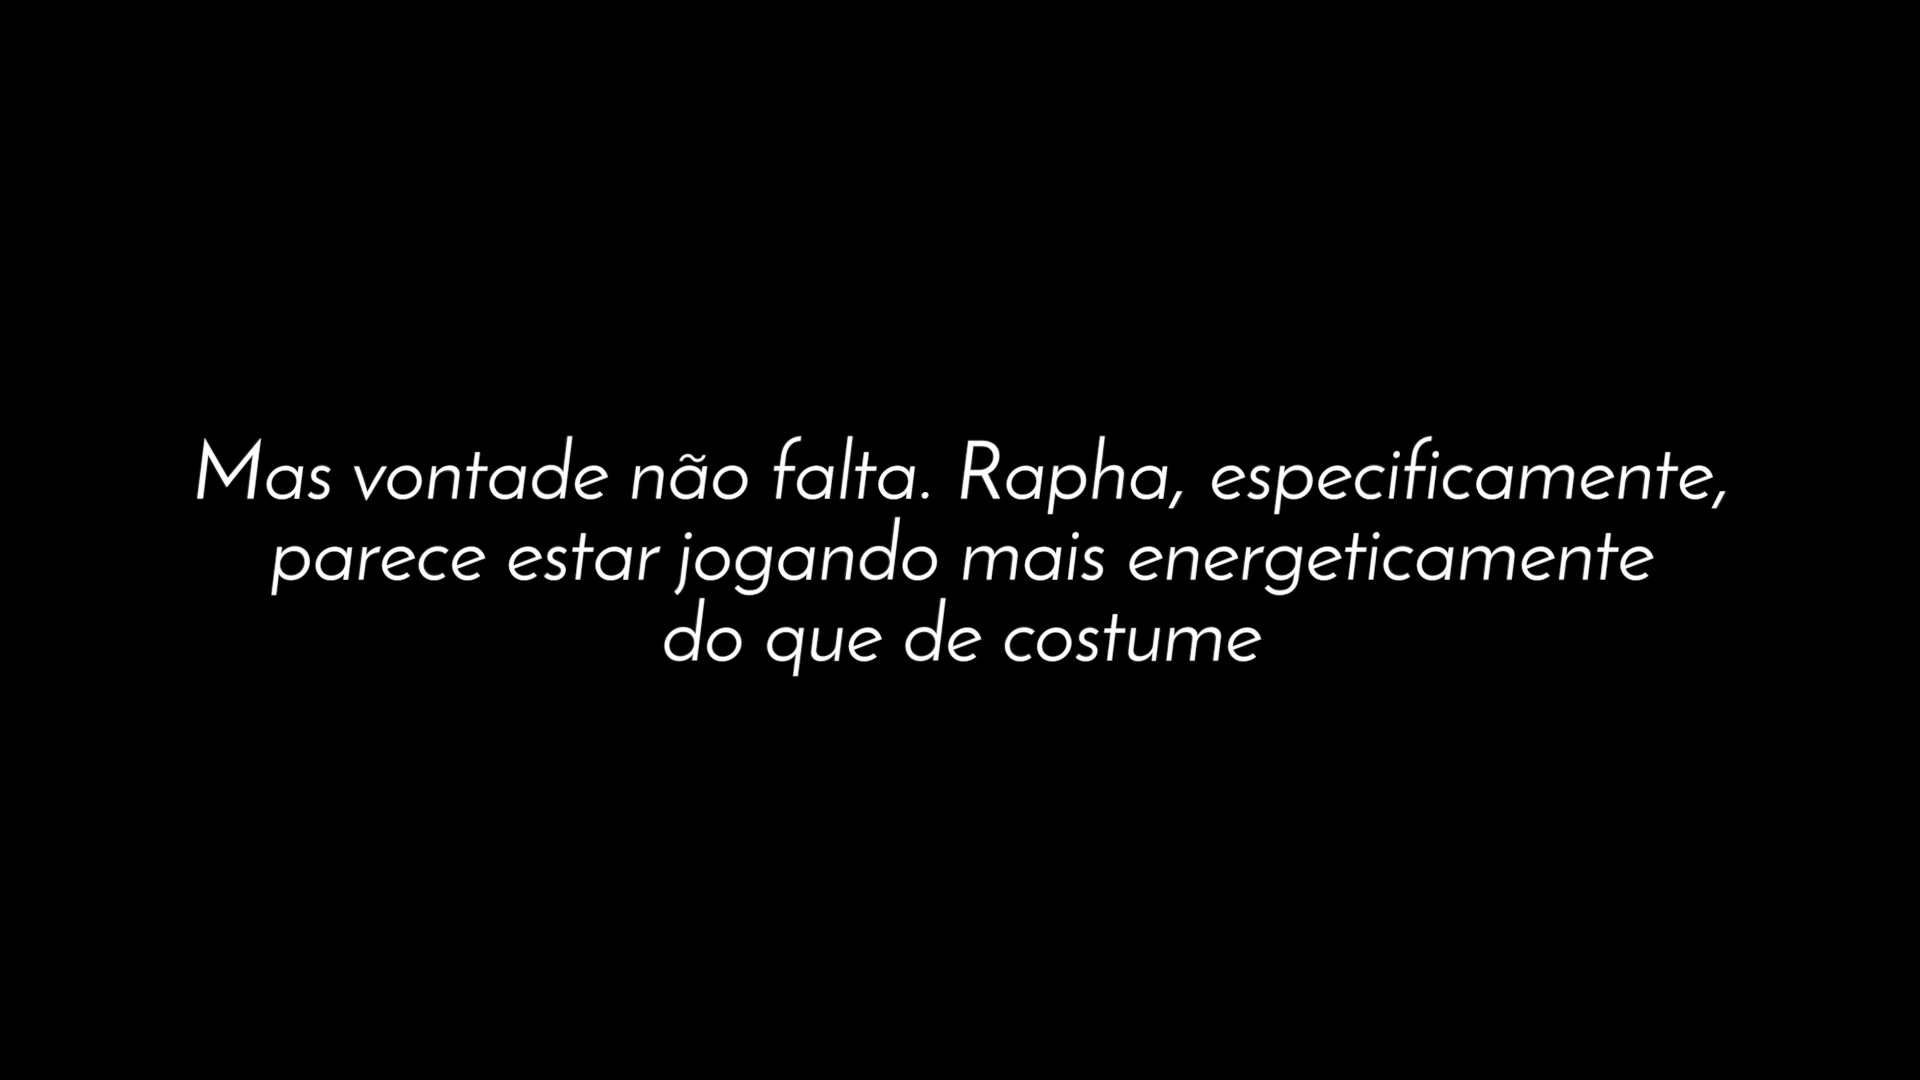 Mas vontade não falta. Rapha, especificamente,
parece estar jogando mais energeticamente
do que de costume